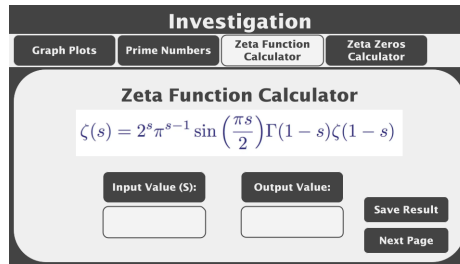 Investigation
Graph Plots
Prime Numbers
Zeta Function
Calculator
Zeta Zeros
Calculator
Zeta Function Calculator
ζ(s) = 2^s π^{s−1} sin(πs/2) Γ(1 − s)ζ(1 − s)
Input Value (S):
Output Value:
Save Result
Next Page